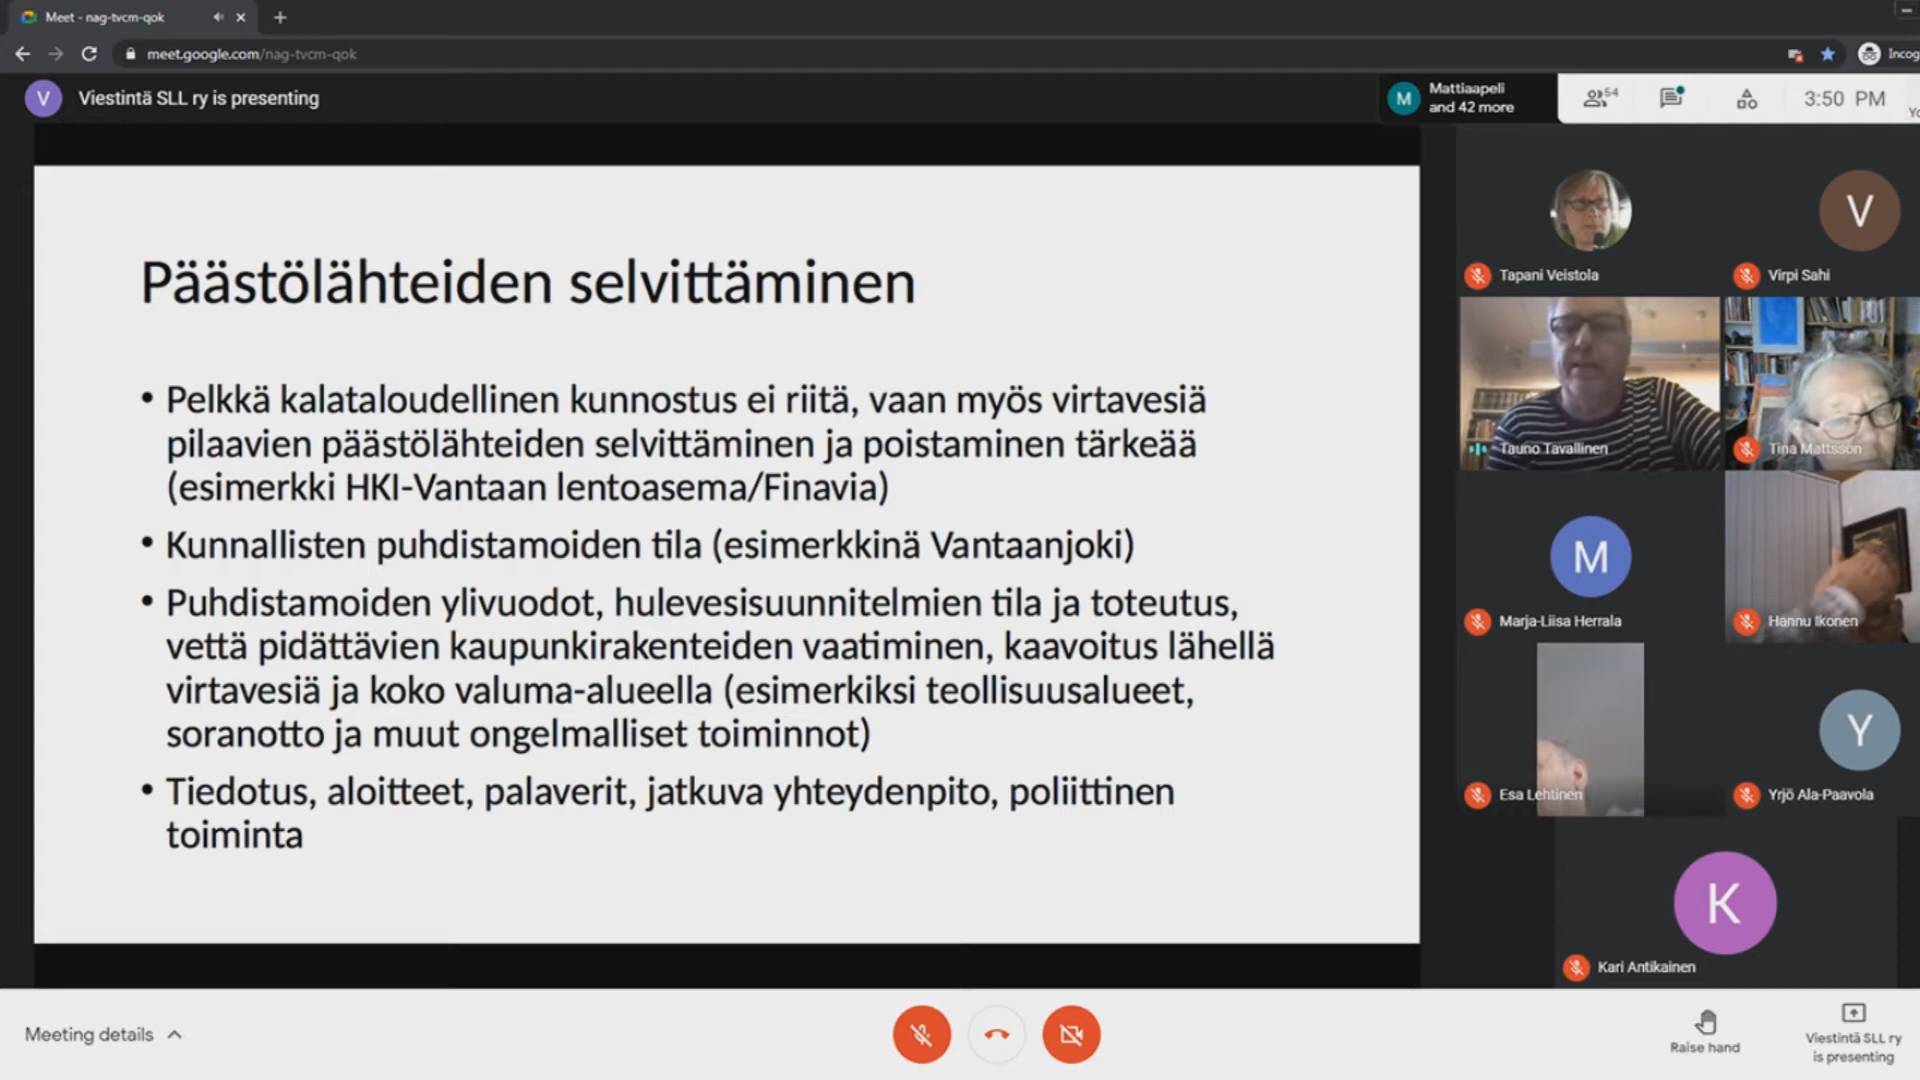 Meet - nag-tvcm-qok
meet.google.com/nag-tvcm-qok
Incog
V
Viestintä SLL ry is presenting
M
Mattiaapeli
and 42 more
54
3:50 PM
Yo
Päästölähteiden selvittäminen
• Pelkkä kalataloudellinen kunnostus ei riitä, vaan myös virtavesiä
pilaavien päästölähteiden selvittäminen ja poistaminen tärkeää
(esimerkki HKI-Vantaan lentoasema/Finavia)
• Kunnallisten puhdistamoiden tila (esimerkkinä Vantaanjoki)
• Puhdistamoiden ylivuodot, hulevesisuunnitelmien tila ja toteutus,
vettä pidättävien kaupunkirakenteiden vaatiminen, kaavoitus lähellä
virtavesiä ja koko valuma-alueella (esimerkiksi teollisuusalueet,
soranotto ja muut ongelmalliset toiminnot)
• Tiedotus, aloitteet, palaverit, jatkuva yhteydenpito, poliittinen
toiminta
Tapani Veistola
V
Virpi Sahi
Tauno Tavallinen
Tina Mattsson
M
Marja-Liisa Herrala
Hannu Ikonen
Esa Lehtinen
Y
Yrjö Ala-Paavola
K
Kari Antikainen
Meeting details
Raise hand
Viestintä SLL ry
is presenting